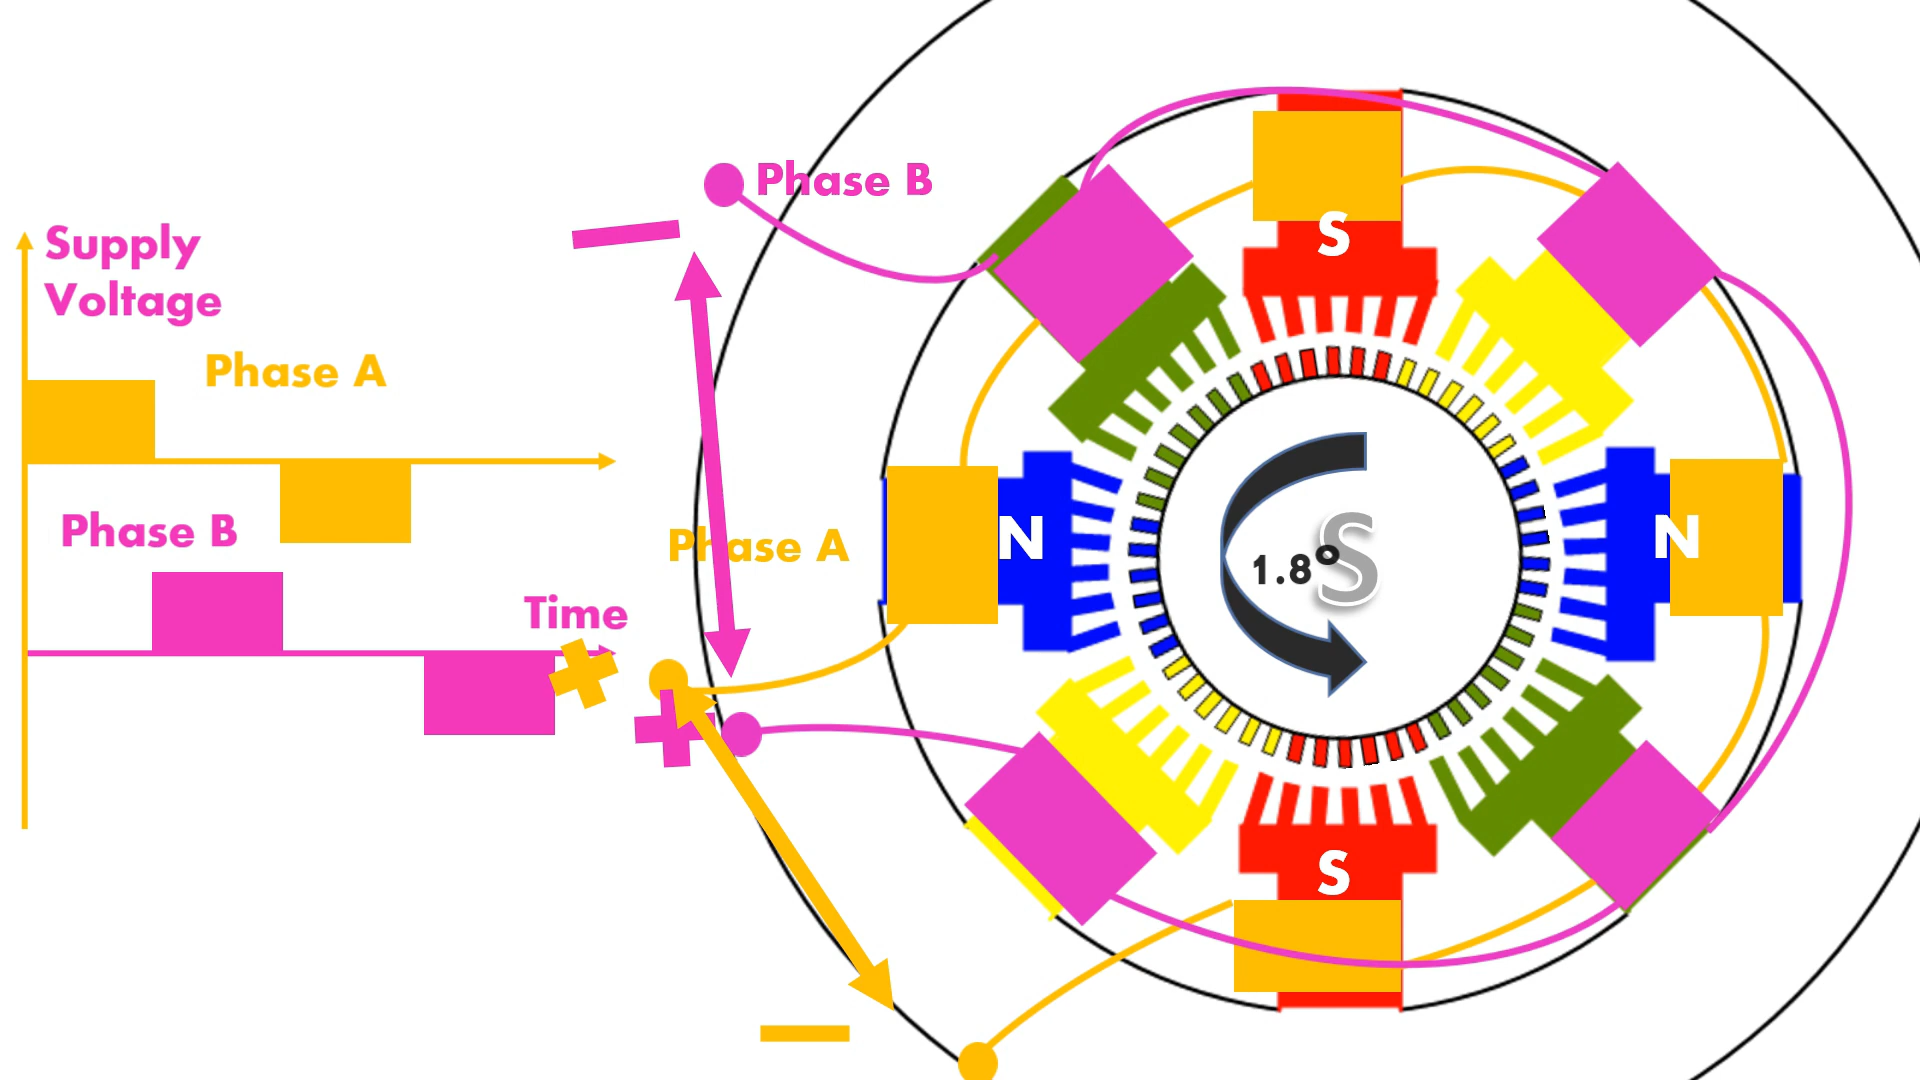 Supply
Voltage
Phase A
Phase B
Time
Phase B
Phase A
S
N
N
S
1.8°
S